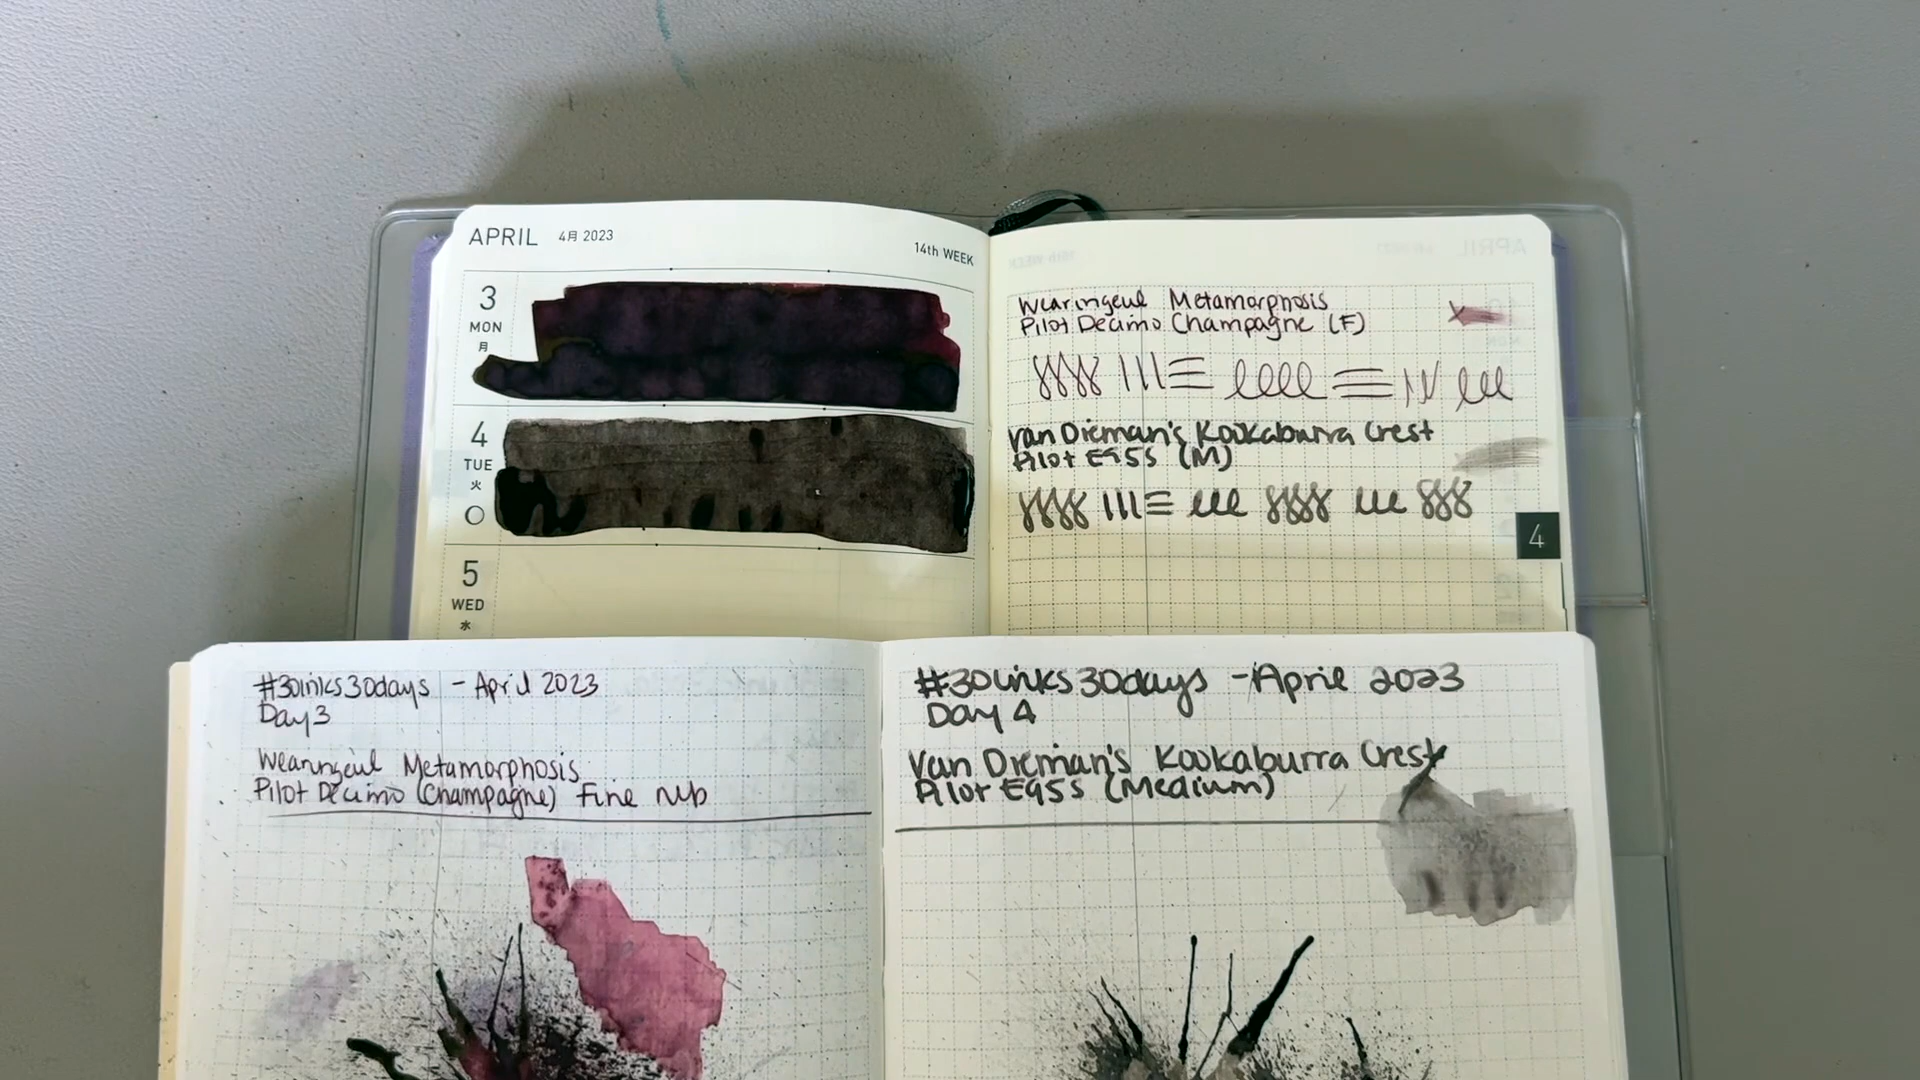 APRIL 4月 2023
14th WEEK
3
MON
月
4
TUE
火
5
WED
水
Wearingeul Metamorphosis
Pilot Decimo Champagne (F)
Van Dieman's Kookaburra Crest
Pilot E95s (M)
4
#30inks30days - April 2023
Day 3
Wearingeul Metamorphosis
Pilot Decimo (Champagne) Fine nib
#30inks30days - April 2023
Day 4
Van Dieman's Kookaburra Crest
Pilot E95s (Medium)